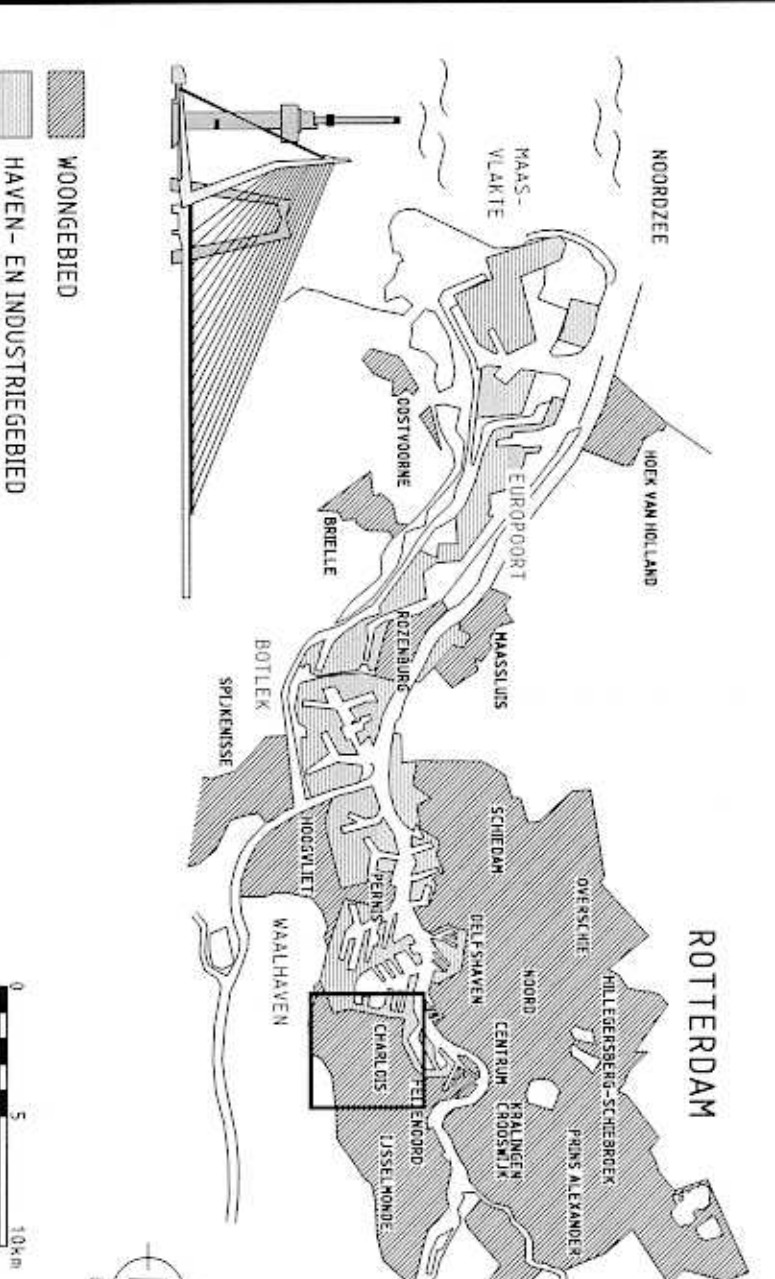 ROTTERDAM
NOORDZEE
MAAS-
VLAKTE
HOEK VAN HOLLAND
OOSTVOORNE
EUROPOORT
BRIELLE
MAASSLUIS
ROZENBURG
BOTLEK
SPIJKENISSE
HOOGVLIET
PERNIS
SCHIEDAM
OVERSCHIE
DELFSHAVEN
NOORD
HILLEGERSBERG-SCHIEBROEK
CENTRUM
KRALINGEN
CROOSWIJK
PRINS ALEXANDER
WAALHAVEN
CHARLOIS
FEIJENOORD
IJSSELMONDE
WOONGEBIED
HAVEN- EN INDUSTRIEGEBIED
0 5 10km